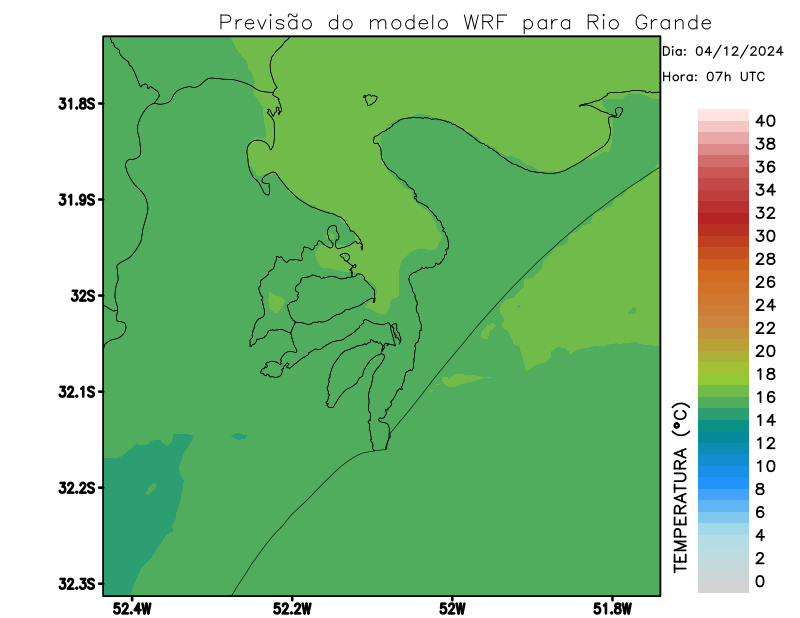 Previsão do modelo WRF para Rio Grande
Dia: 04/12/2024
Hora: 07h UTC
31.8S
31.9S
32S
32.1S
32.2S
32.3S
52.4W
52.2W
52W
51.8W
TEMPERATURA (°C)
40
38
36
34
32
30
28
26
24
22
20
18
16
14
12
10
8
6
4
2
0